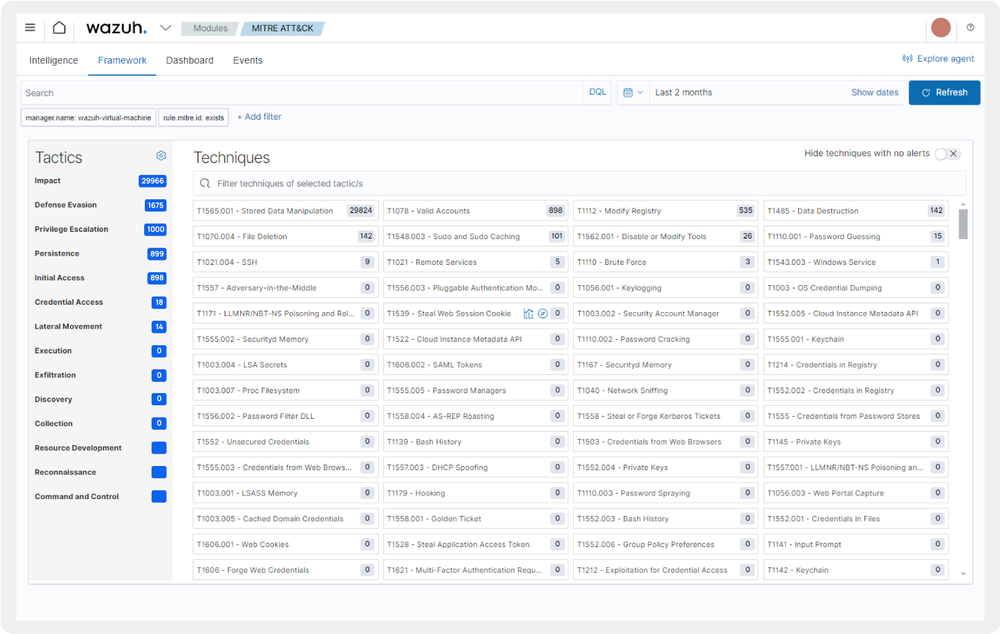 wazuh.
Modules
MITRE ATT&CK
Intelligence
Framework
Dashboard
Events
Explore agent
Search
DQL
Last 2 months
Show dates
Refresh
manager.name: wazuh-virtual-machine
rule.mitre.id: exists
+ Add filter
Tactics
Impact 29966
Defense Evasion 1675
Privilege Escalation 1000
Persistence 899
Initial Access 898
Credential Access 18
Lateral Movement 14
Execution 0
Exfiltration 0
Discovery 0
Collection 0
Resource Development
Reconnaissance
Command and Control
Techniques
Hide techniques with no alerts
Filter techniques of selected tactic/s
T1565.001 - Stored Data Manipulation 29824
T1078 - Valid Accounts 898
T1112 - Modify Registry 535
T1485 - Data Destruction 142
T1070.004 - File Deletion 142
T1548.003 - Sudo and Sudo Caching 101
T1562.001 - Disable or Modify Tools 26
T1110.001 - Password Guessing 15
T1021.004 - SSH 9
T1021 - Remote Services 5
T1110 - Brute Force 3
T1543.003 - Windows Service 1
T1557 - Adversary-in-the-Middle 0
T1556.003 - Pluggable Authentication Mo... 0
T1056.001 - Keylogging 0
T1003 - OS Credential Dumping 0
T1171 - LLMNR/NBT-NS Poisoning and Rel... 0
T1539 - Steal Web Session Cookie 0
T1003.002 - Security Account Manager 0
T1552.005 - Cloud Instance Metadata API 0
T1555.002 - Securityd Memory 0
T1522 - Cloud Instance Metadata API 0
T1110.002 - Password Cracking 0
T1555.001 - Keychain 0
T1003.004 - LSA Secrets 0
T1606.002 - SAML Tokens 0
T1167 - Securityd Memory 0
T1214 - Credentials in Registry 0
T1003.007 - Proc Filesystem 0
T1555.005 - Password Managers 0
T1040 - Network Sniffing 0
T1552.002 - Credentials in Registry 0
T1556.002 - Password Filter DLL 0
T1558.004 - AS-REP Roasting 0
T1558 - Steal or Forge Kerberos Tickets 0
T1555 - Credentials from Password Stores 0
T1552 - Unsecured Credentials 0
T1139 - Bash History 0
T1503 - Credentials from Web Browsers 0
T1145 - Private Keys 0
T1555.003 - Credentials from Web Brows... 0
T1557.003 - DHCP Spoofing 0
T1552.004 - Private Keys 0
T1557.001 - LLMNR/NBT-NS Poisoning an... 0
T1003.001 - LSASS Memory 0
T1179 - Hooking 0
T1110.003 - Password Spraying 0
T1056.003 - Web Portal Capture 0
T1003.005 - Cached Domain Credentials 0
T1558.001 - Golden Ticket 0
T1552.003 - Bash History 0
T1552.001 - Credentials In Files 0
T1606.001 - Web Cookies 0
T1528 - Steal Application Access Token 0
T1552.006 - Group Policy Preferences 0
T1141 - Input Prompt 0
T1606 - Forge Web Credentials 0
T1621 - Multi-Factor Authentication Requ... 0
T1212 - Exploitation for Credential Access 0
T1142 - Keychain 0